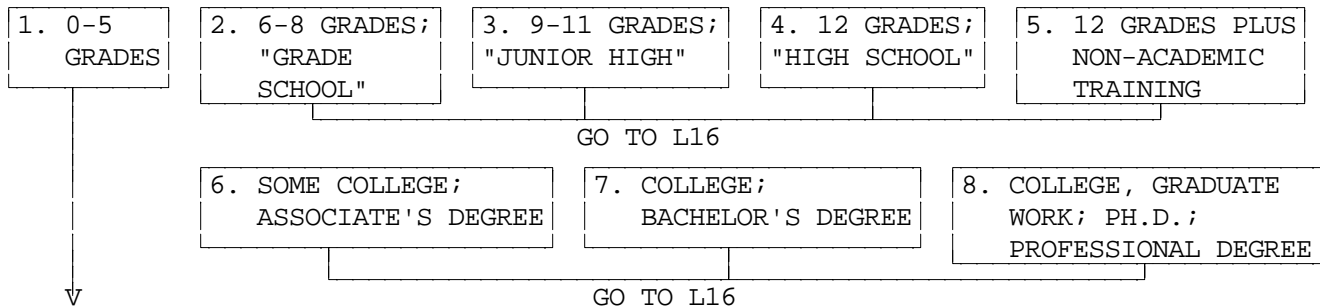 1. 0-5 GRADES
2. 6-8 GRADES; "GRADE SCHOOL"
3. 9-11 GRADES; "JUNIOR HIGH"
4. 12 GRADES; "HIGH SCHOOL"
5. 12 GRADES PLUS NON-ACADEMIC TRAINING
GO TO L16
6. SOME COLLEGE; ASSOCIATE'S DEGREE
7. COLLEGE; BACHELOR'S DEGREE
8. COLLEGE, GRADUATE WORK; PH.D.; PROFESSIONAL DEGREE
V GO TO L16